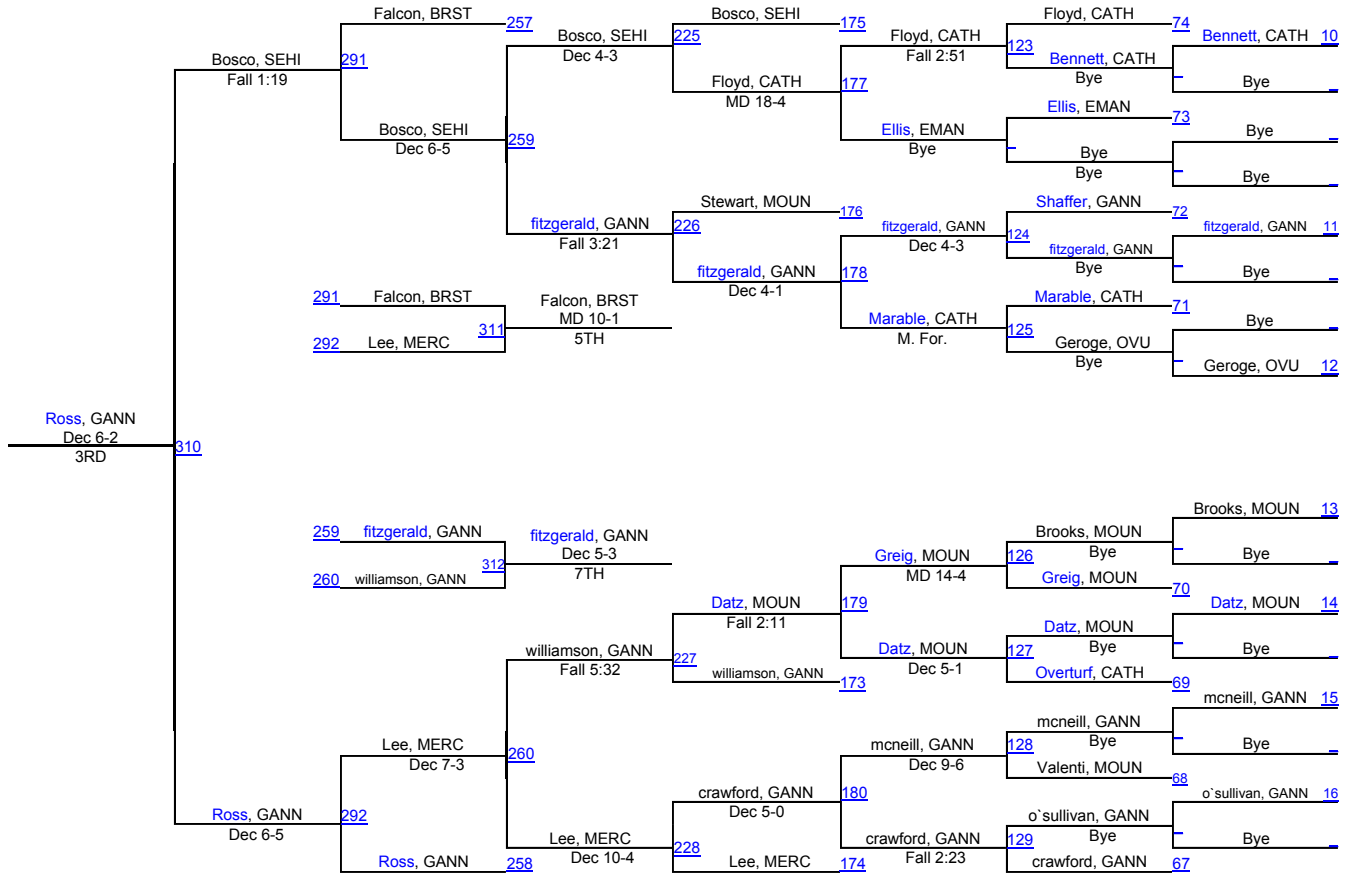 Falcon, BRST 257
Bosco, SEHI 175
Floyd, CATH 74
Bosco, SEHI 225
Dec 4-3
Floyd, CATH 123
Fall 2:51
Bennett, CATH 10
Bosco, SEHI 291
Fall 1:19
Bennett, CATH
Bye
Floyd, CATH 177
MD 18-4
Bye
Ellis, EMAN 73
Bosco, SEHI 259
Dec 6-5
Ellis, EMAN
Bye
Bye
Bye
Bye
Bye
Stewart, MOUN 176
Shaffer, GANN 72
fitzgerald, GANN 226
Fall 3:21
fitzgerald, GANN 124
Dec 4-3
fitzgerald, GANN 11
fitzgerald, GANN
Bye
fitzgerald, GANN 178
Dec 4-1
Bye
291 Falcon, BRST
Falcon, BRST
MD 10-1
5TH
311
292 Lee, MERC
Marable, CATH 71
Marable, CATH 125
M. For.
Bye
Geroge, OVU
Bye
Geroge, OVU 12
Ross, GANN
Dec 6-2
3RD
310
259 fitzgerald, GANN
fitzgerald, GANN
Dec 5-3
7TH
312
260 williamson, GANN
Brooks, MOUN 13
Brooks, MOUN
Bye
Bye
Greig, MOUN 126
MD 14-4
Greig, MOUN 70
Datz, MOUN 179
Fall 2:11
Datz, MOUN 14
Datz, MOUN
Bye
Bye
williamson, GANN 227
Fall 5:32
Datz, MOUN 127
Dec 5-1
williamson, GANN 173
Overturf, CATH 69
mcneill, GANN 15
mcneill, GANN
Bye
Bye
Lee, MERC 260
Dec 7-3
mcneill, GANN 128
Dec 9-6
Valenti, MOUN 68
crawford, GANN 180
Dec 5-0
o`sullivan, GANN 16
o`sullivan, GANN
Bye
Bye
Ross, GANN 292
Dec 6-5
Lee, MERC 228
Dec 10-4
crawford, GANN 129
Fall 2:23
Ross, GANN 258
Lee, MERC 174
crawford, GANN 67